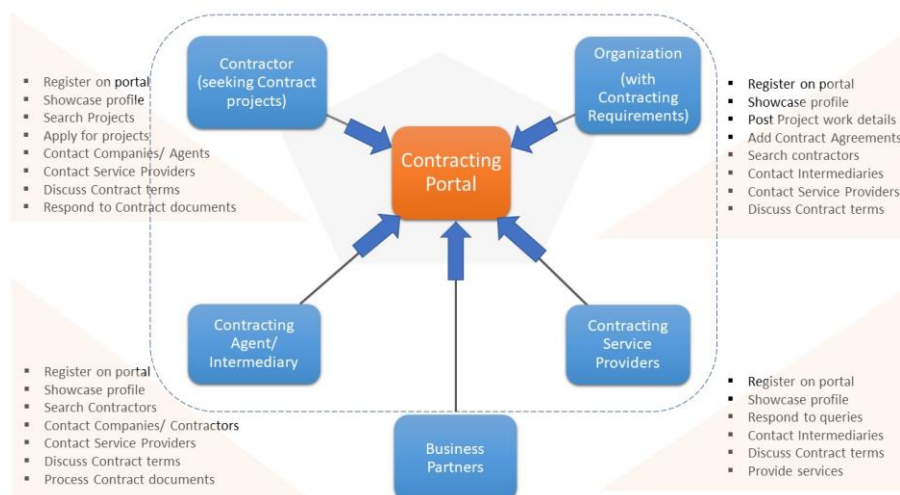 Contractor
(seeking Contract
projects)
Organization
(with
Contracting
Requirements)
Contracting
Portal
Contracting
Agent/
Intermediary
Contracting
Service
Providers
Business
Partners
▪ Register on portal
▪ Showcase profile
▪ Search Projects
▪ Apply for projects
▪ Contact Companies/ Agents
▪ Contact Service Providers
▪ Discuss Contract terms
▪ Respond to Contract documents
▪ Register on portal
▪ Showcase profile
▪ Post Project work details
▪ Add Contract Agreements
▪ Search contractors
▪ Contact Intermediaries
▪ Contact Service Providers
▪ Discuss Contract terms
▪ Register on portal
▪ Showcase profile
▪ Search Contractors
▪ Contact Companies/ Contractors
▪ Contact Service Providers
▪ Discuss Contract terms
▪ Process Contract documents
▪ Register on portal
▪ Showcase profile
▪ Respond to queries
▪ Contact Intermediaries
▪ Discuss Contract terms
▪ Provide services